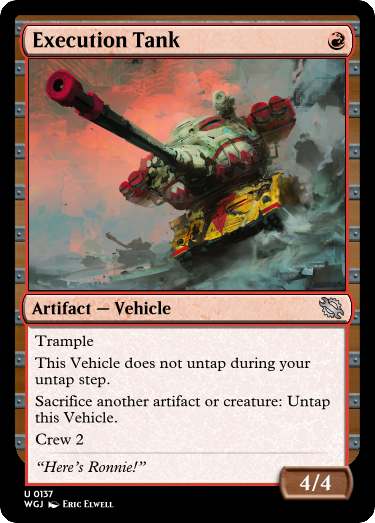 Execution Tank
Artifact — Vehicle
Trample
This Vehicle does not untap during your
untap step.
Sacrifice another artifact or creature: Untap
this Vehicle.
Crew 2
“Here's Ronnie!”
4/4
U 0137
WGJ Eric Elwell